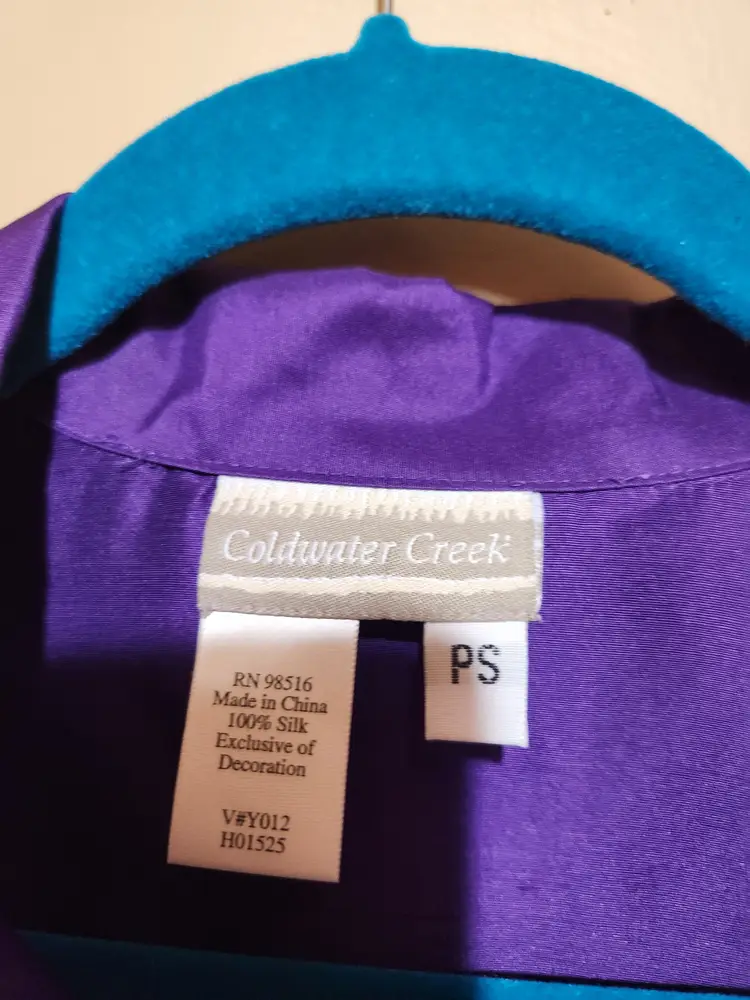 Coldwater Creek
PS
RN 98516
Made in China
100% Silk
Exclusive of
Decoration
V#Y012
H01525